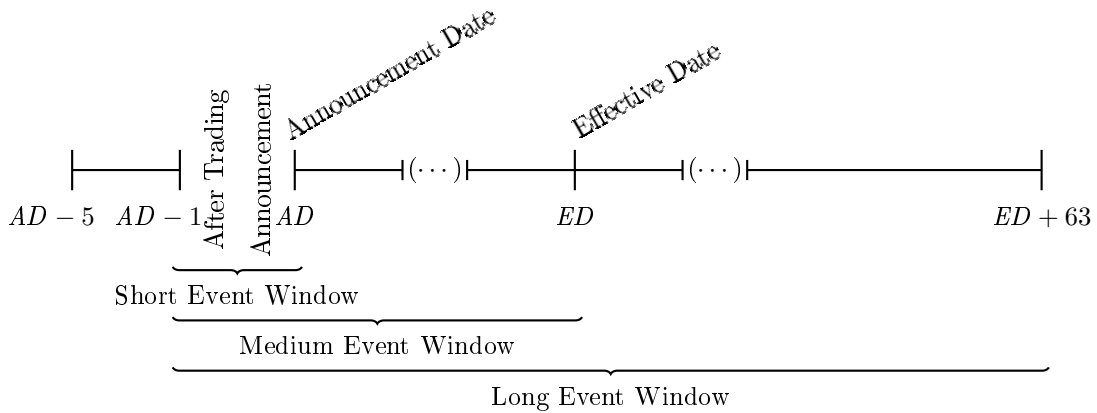 Announcement Date
Effective Date
After Trading
Announcement
(···)
(···)
AD − 5
AD − 1
AD
ED
ED + 63
Short Event Window
Medium Event Window
Long Event Window